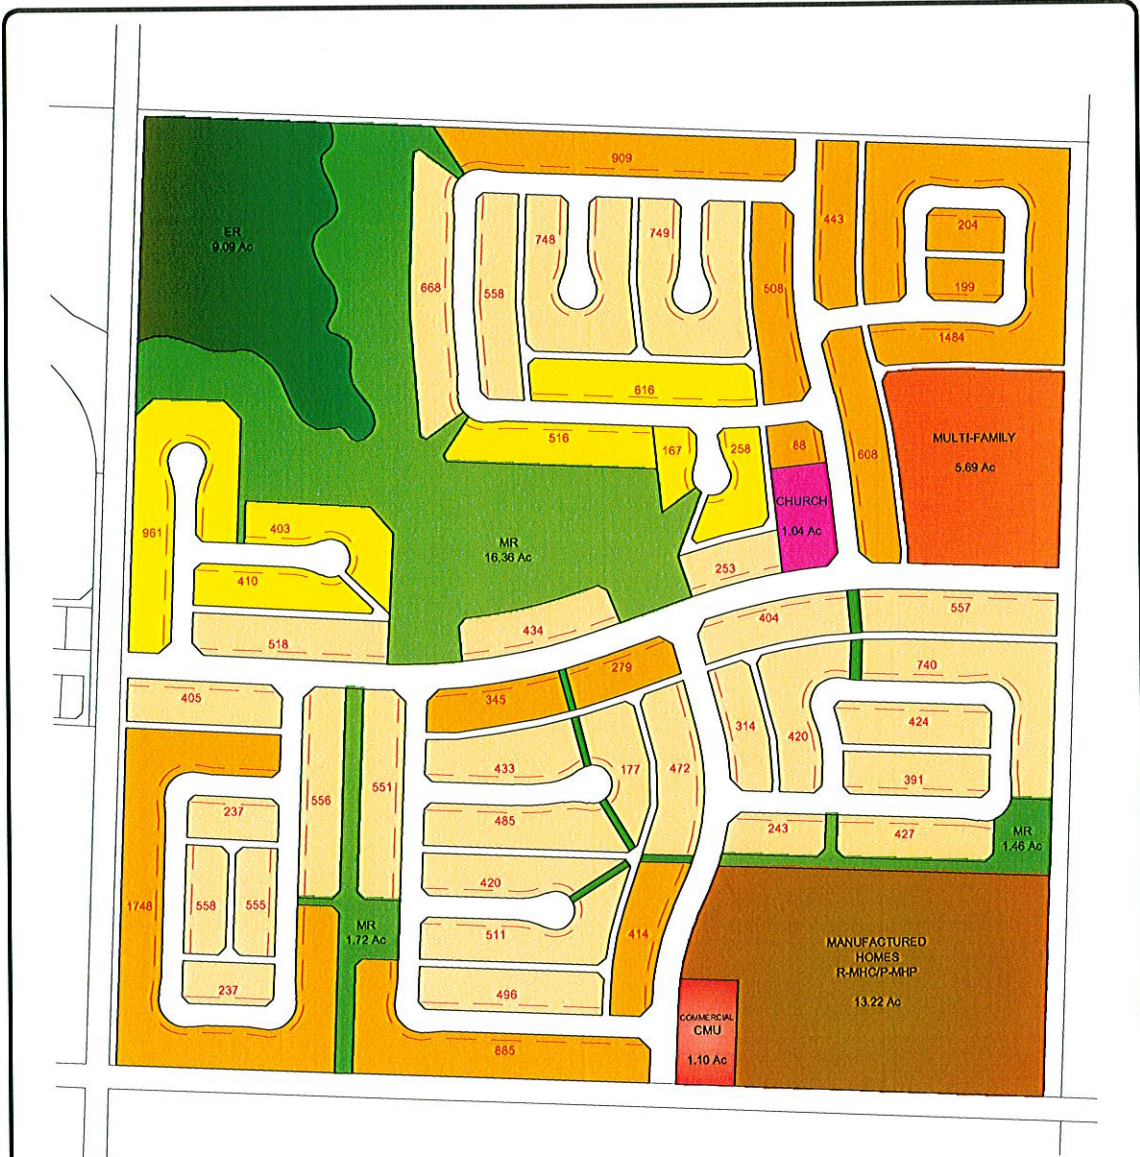 909
443
204
ER
9.09 Ac
748
749
668
558
508
199
1484
616
516
167
258
88
608
MULTI-FAMILY
5.69 Ac
CHURCH
1.04 Ac
961
403
MR
16.36 Ac
410
253
518
434
404
557
279
740
405
345
314
420
424
433
177
472
391
556
551
237
485
243
427
MR
1.46 Ac
420
1748
558
555
MR
1.72 Ac
511
414
MANUFACTURED
HOMES
R-MHC/P-MHP
13.22 Ac
237
496
COMMERCIAL
CMU
1.10 Ac
885